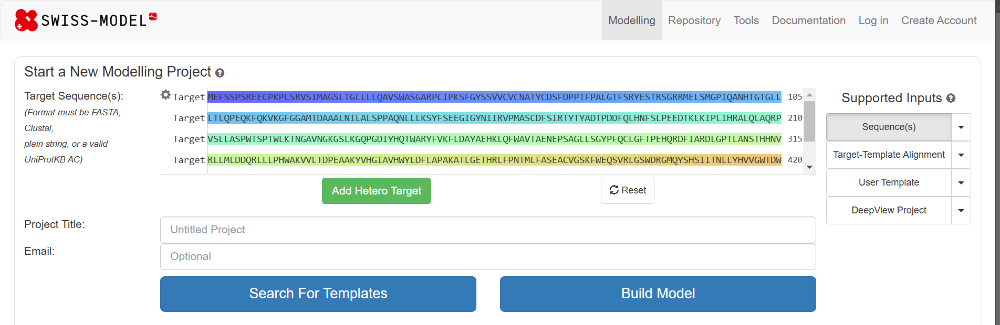 SWISS-MODEL
Modelling Repository Tools Documentation Log in Create Account
Start a New Modelling Project
Target Sequence(s):
(Format must be FASTA,
Clustal,
plain string, or a valid
UniProtKB AC)
Target MEFSSPSREECPKPLSRVSIMAGSLTGLLLLQAVSWASGARPCIPKSFGYSSVVCVCNATYCDSFDPPTFPALGTFSRYESTRSGRRMELSMGPIQANHTGTGLL 105
Target LTLQPEQKFQKVKGFGGAMTDAAALNILALSPPAQNLLLKSYFSEEGIGYNIIRVPMASCDFSIRTYTYADTPDDFQLHNFSLPEEDTKLKIPLIHRALQLAQRP 210
Target VSLLASPWTSPTWLKTNGAVNGKGSLKGQPGDIYHQTWARYFVKFLDAYAEHKLQFWAVTAENEPSAGLLSGYPFQCLGFTPEHQRDFIARDLGPTLANSTHHNV 315
Target RLLMLDDQRLLLPHWAKVVLTDPEAAKYVHGIAVHWYLDFLAPAKATLGETHRLFPNTMLFASEACVGSKFWEQSVRLGSWDRGMQYSHSIITNLLYHVVGWTDW 420
Add Hetero Target
Reset
Project Title:
Untitled Project
Email:
Optional
Search For Templates
Build Model
Supported Inputs
Sequence(s)
Target-Template Alignment
User Template
DeepView Project